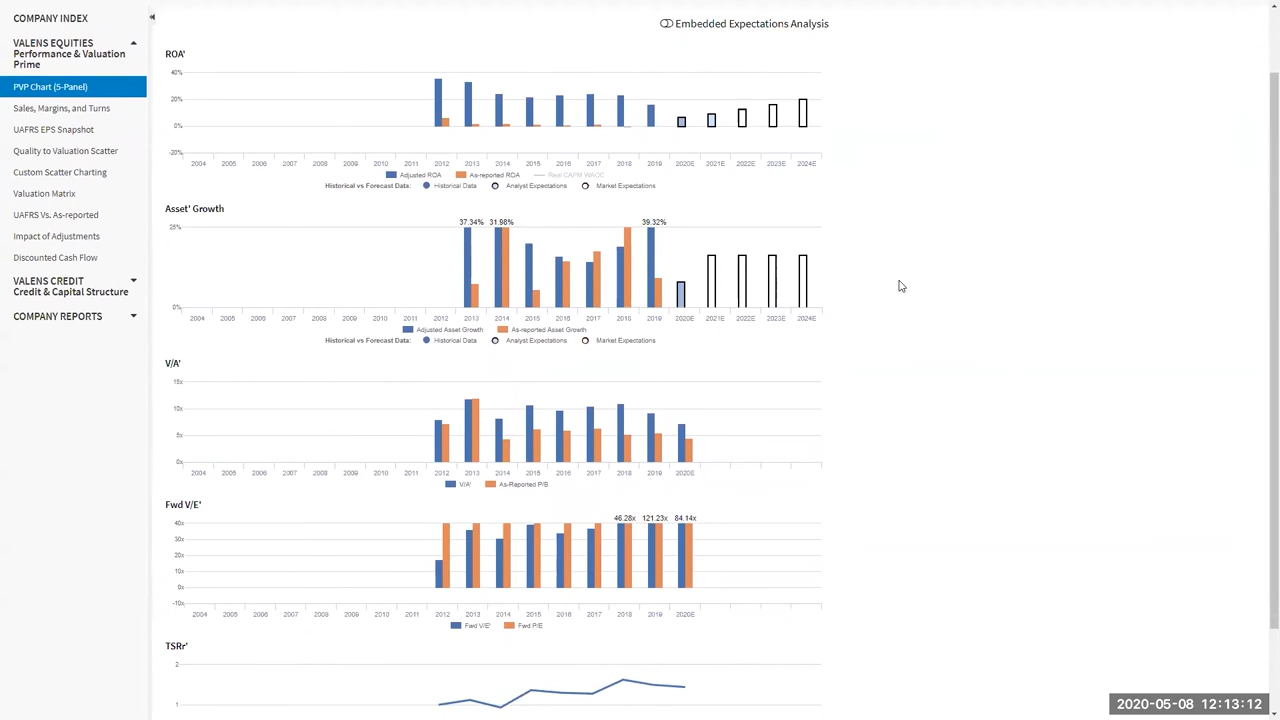 COMPANY INDEX
VALENS EQUITIES
Performance & Valuation
Prime
PVP Chart (5-Panel)
Sales, Margins, and Turns
UAFRS EPS Snapshot
Quality to Valuation Scatter
Custom Scatter Charting
Valuation Matrix
UAFRS Vs. As-reported
Impact of Adjustments
Discounted Cash Flow
VALENS CREDIT
Credit & Capital Structure
COMPANY REPORTS
Embedded Expectations Analysis
ROA'
40%
20%
0%
-20%
2004 2005 2006 2007 2008 2009 2010 2011 2012 2013 2014 2015 2016 2017 2018 2019 2020E 2021E 2022E 2023E 2024E
Adjusted ROA As-reported ROA Real CAPM WACC
Historical vs Forecast Data: Historical Data Analyst Expectations Market Expectations
Asset' Growth
37.34% 31.98% 39.32%
25%
0%
2004 2005 2006 2007 2008 2009 2010 2011 2012 2013 2014 2015 2016 2017 2018 2019 2020E 2021E 2022E 2023E 2024E
Adjusted Asset Growth As-reported Asset Growth
Historical vs Forecast Data: Historical Data Analyst Expectations Market Expectations
V/A'
15x
10x
5x
0x
2004 2005 2006 2007 2008 2009 2010 2011 2012 2013 2014 2015 2016 2017 2018 2019 2020E
V/A' As-Reported P/B
Fwd V/E'
46.28x 121.23x 84.14x
40x
30x
20x
10x
0x
-10x
2004 2005 2006 2007 2008 2009 2010 2011 2012 2013 2014 2015 2016 2017 2018 2019 2020E
Fwd V/E' Fwd P/E
TSRr'
2
1
2020-05-08 12:13:12